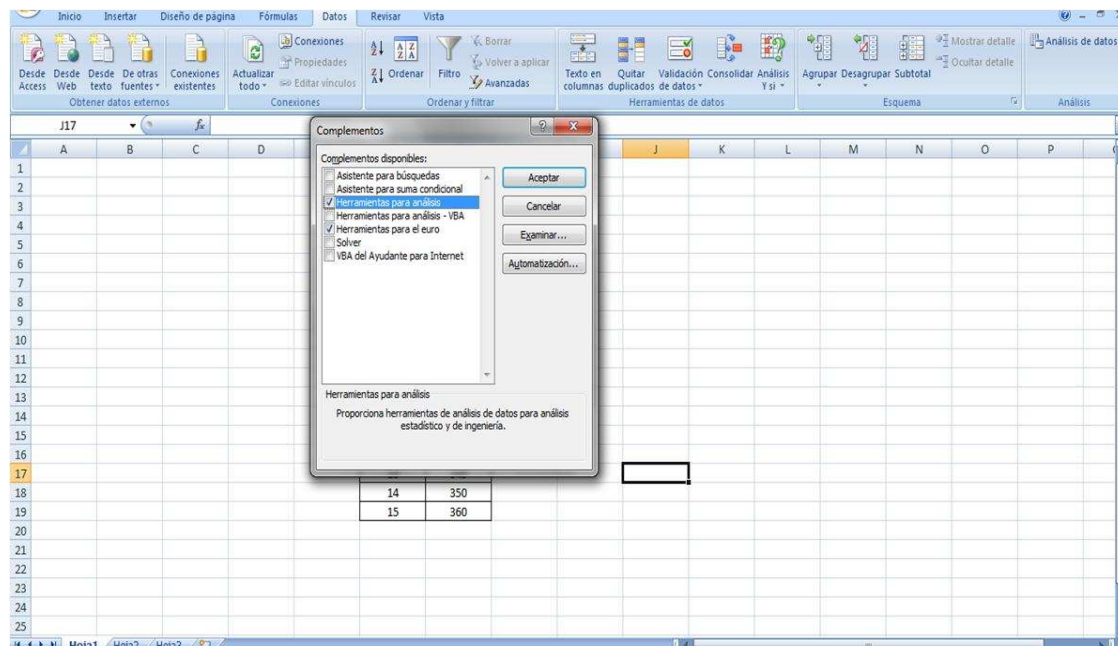 Inicio Insertar Diseño de página Fórmulas Datos Revisar Vista
Desde Access
Desde Web
Desde texto
De otras fuentes
Conexiones existentes
Obtener datos externos
Actualizar todo
Conexiones
Propiedades
Editar vínculos
Conexiones
Ordenar
Filtro
Borrar
Volver a aplicar
Avanzadas
Ordenar y filtrar
Texto en columnas
Quitar duplicados
Validación de datos
Consolidar
Análisis Y si
Herramientas de datos
Agrupar
Desagrupar
Subtotal
Mostrar detalle
Ocultar detalle
Esquema
Análisis de datos
Análisis
J17 fx
A B C D J K L M N O P
Complementos
Complementos disponibles:
Asistente para búsquedas
Asistente para suma condicional
Herramientas para análisis
Herramientas para análisis - VBA
Herramientas para el euro
Solver
VBA del Ayudante para Internet
Aceptar
Cancelar
Examinar...
Automatización...
Herramientas para análisis
Proporciona herramientas de análisis de datos para análisis
estadístico y de ingeniería.
1
2
3
4
5
6
7
8
9
10
11
12
13
14
15
16
17
18 14 350
19 15 360
20
21
22
23
24
25
Hoja1 Hoja2 Hoja3